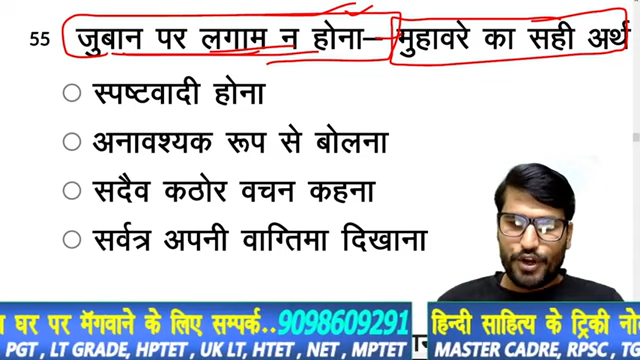 55 जुबान पर लगाम न होना– मुहावरे का सही अर्थ
स्पष्टवादी होना
अनावश्यक रूप से बोलना
सदैव कठोर वचन कहना
सर्वत्र अपनी वाग्तिमा दिखाना
घर पर मॅगवाने के लिए सम्पर्क..9098609291 हिन्दी साहित्य के ट्रिकी
PGT , LT GRADE, HPTET , UK LT, HTET , NET , MPTET MASTER CADRE, RPSC ,